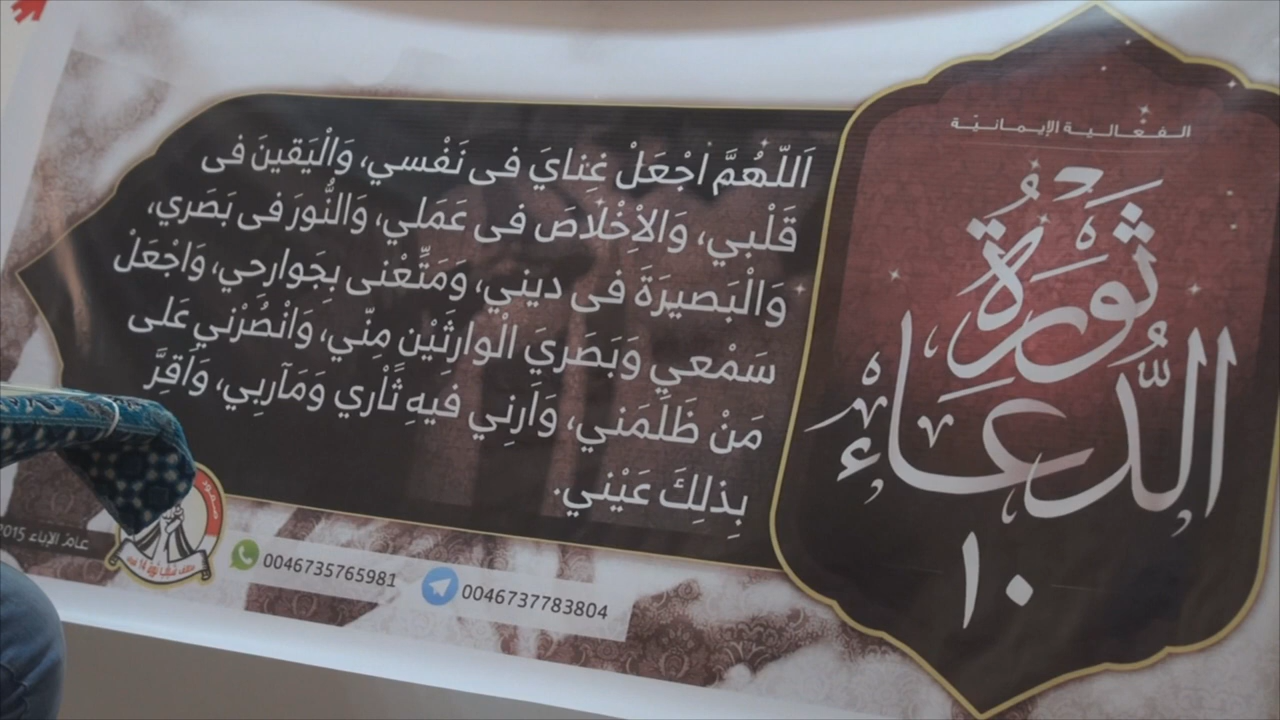 الفعالية الإيمانية
ثورة
الدعاء
١٠
اَللّهُمَّ اجْعَلْ غِنايَ فى نَفْسي، وَالْيَقينَ فى
قَلْبي، وَالاِْخْلاصَ فى عَمَلي، وَالنُّورَ فى بَصَري،
وَالْبَصيرَةَ فى ديني، وَمَتِّعْنى بِجَوارِحي، وَاجْعَلْ
سَمْعي وَبَصَريَ الْوارِثَيْنِ مِنّي، وَانْصُرْني عَلى
مَنْ ظَلَمَني، وَاَرِني فيهِ ثَأْري وَمَآرِبي، وَاَقِرَّ
بِذلِكَ عَيْني.
0046735765981
0046737783804
صمود
عام الإباء 2015